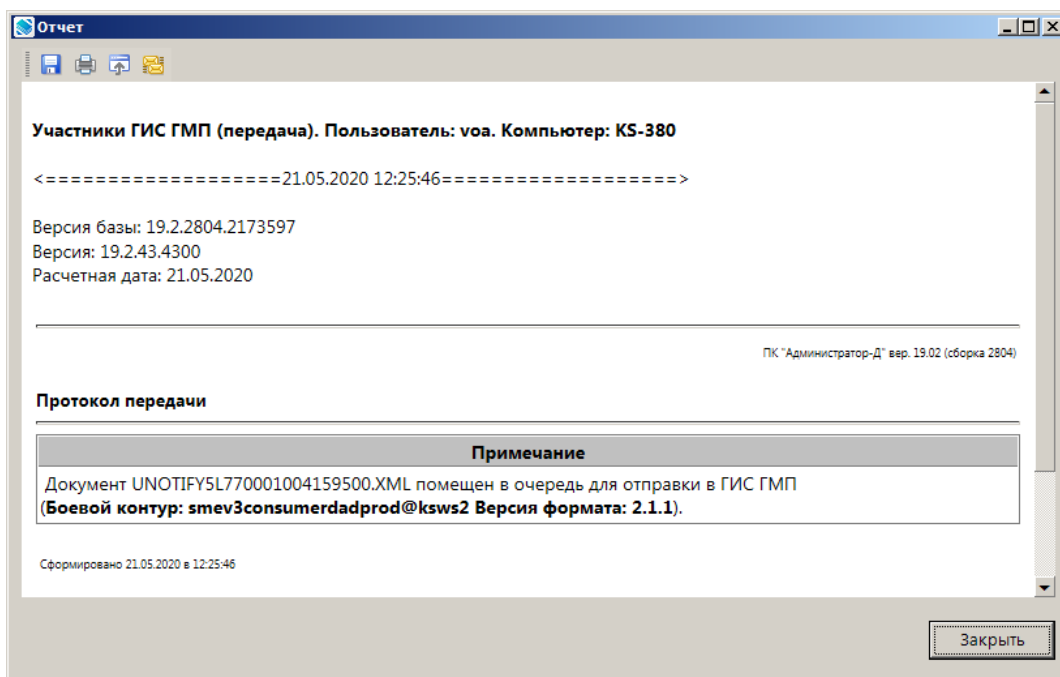 Отчет
Участники ГИС ГМП (передача). Пользователь: voa. Компьютер: KS-380
<===================21.05.2020 12:25:46===================>
Версия базы: 19.2.2804.2173597
Версия: 19.2.43.4300
Расчетная дата: 21.05.2020
ПК "Администратор-Д" вер. 19.02 (сборка 2804)
Протокол передачи
Примечание
Документ UNOTIFY5L770001004159500.XML помещен в очередь для отправки в ГИС ГМП
(Боевой контур: smev3consumerdadprod@ksws2 Версия формата: 2.1.1).
Сформировано 21.05.2020 в 12:25:46
Закрыть